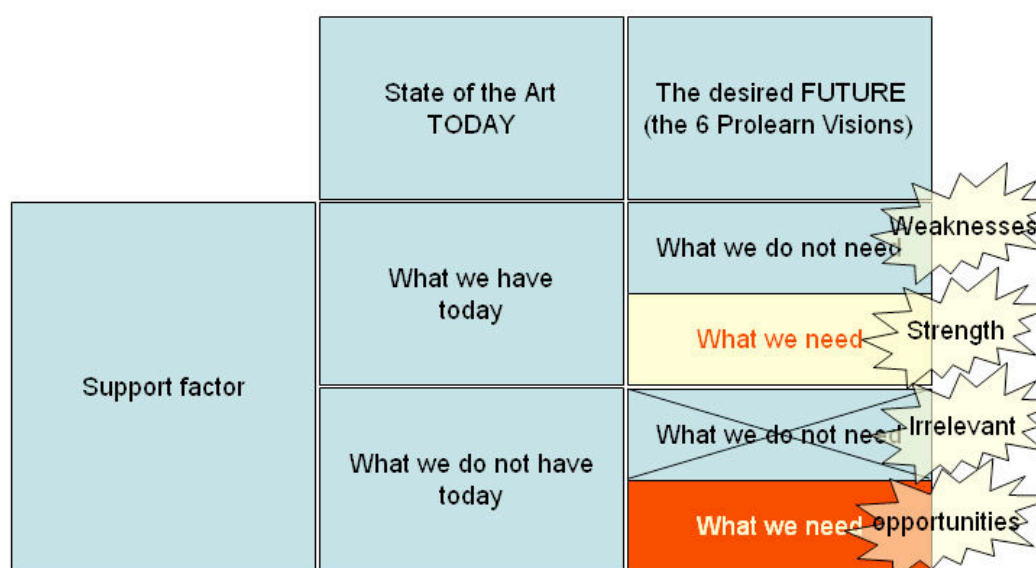 State of the Art
TODAY
The desired FUTURE
(the 6 Prolearn Visions)
Support factor
What we have
today
What we do not need
Weaknesses
What we need
Strength
What we do not have
today
What we do not need
Irrelevant
What we need
opportunities